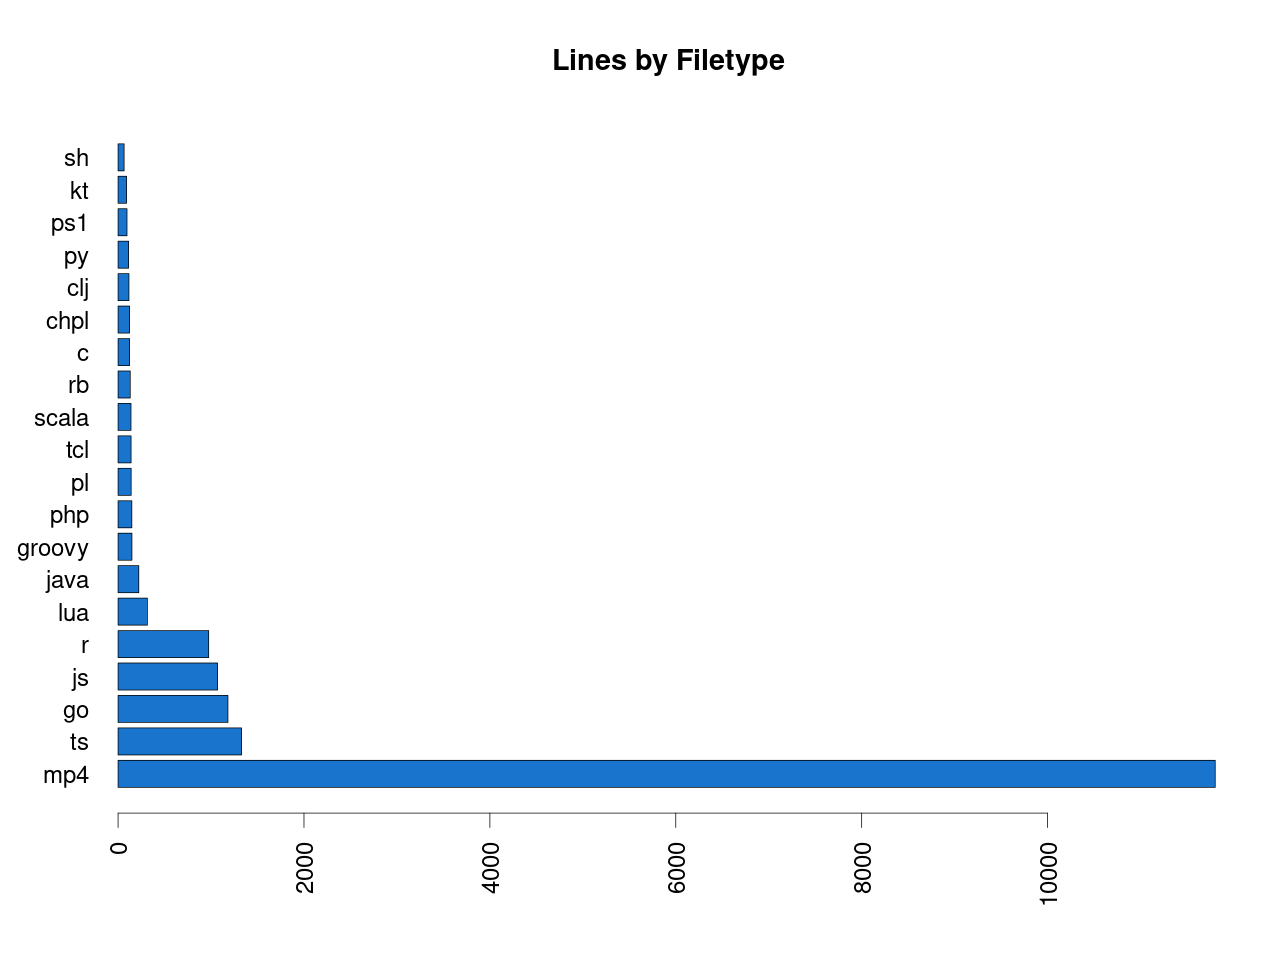 Lines by Filetype
sh
kt
ps1
py
clj
chpl
c
rb
scala
tcl
pl
php
groovy
java
lua
r
js
go
ts
mp4
0
2000
4000
6000
8000
10000